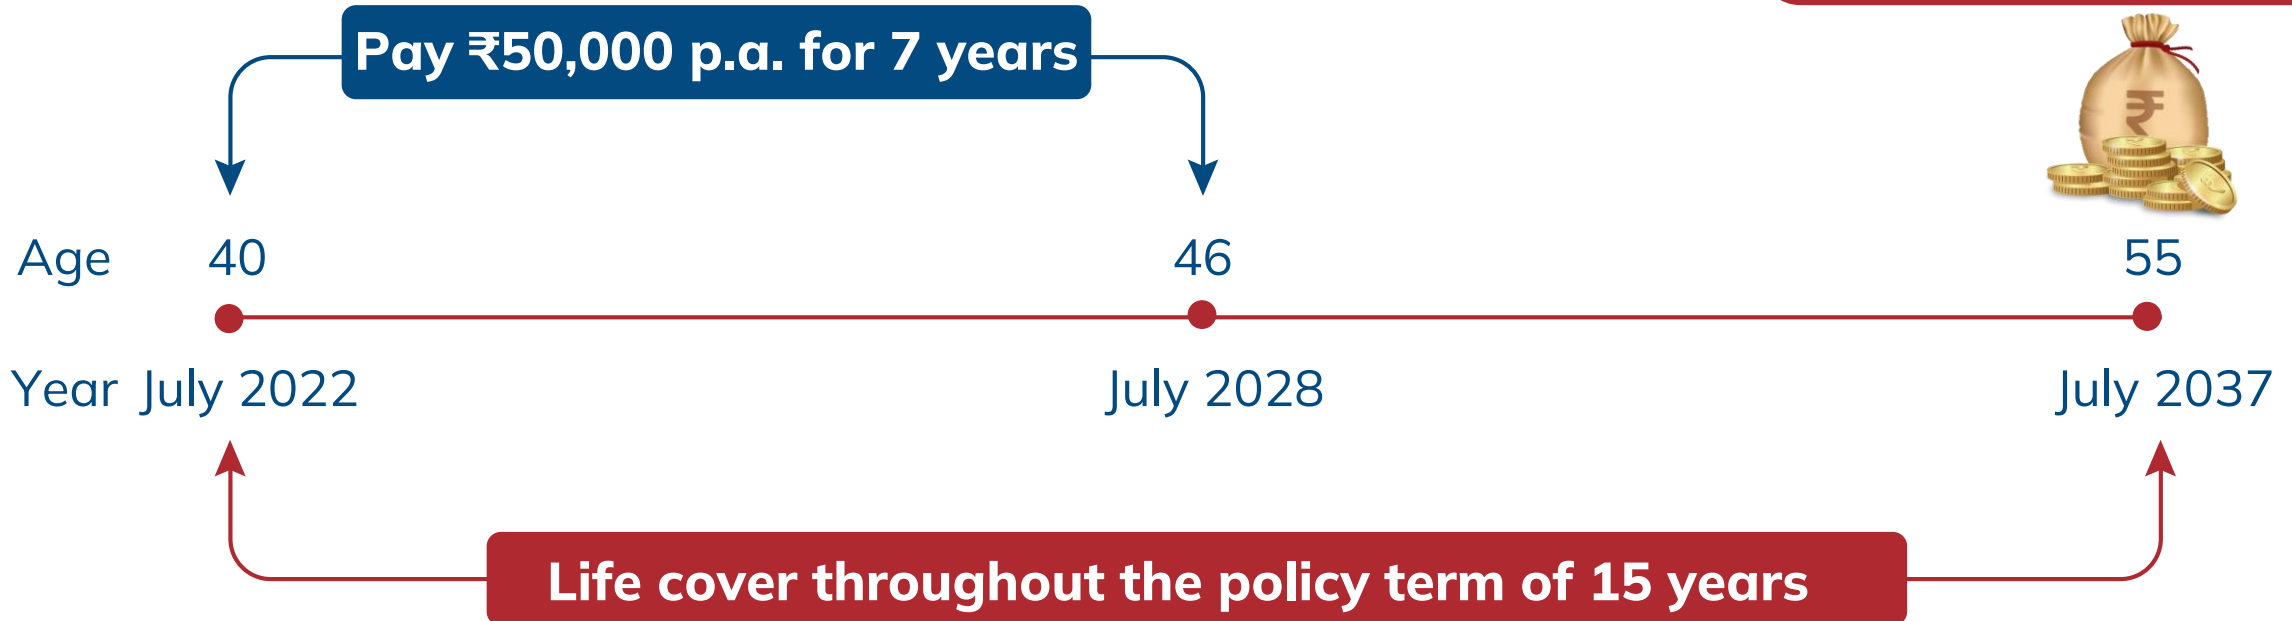 Pay ₹50,000 p.a. for 7 years
₹
Age 40 46 55
Year July 2022 July 2028 July 2037
Life cover throughout the policy term of 15 years